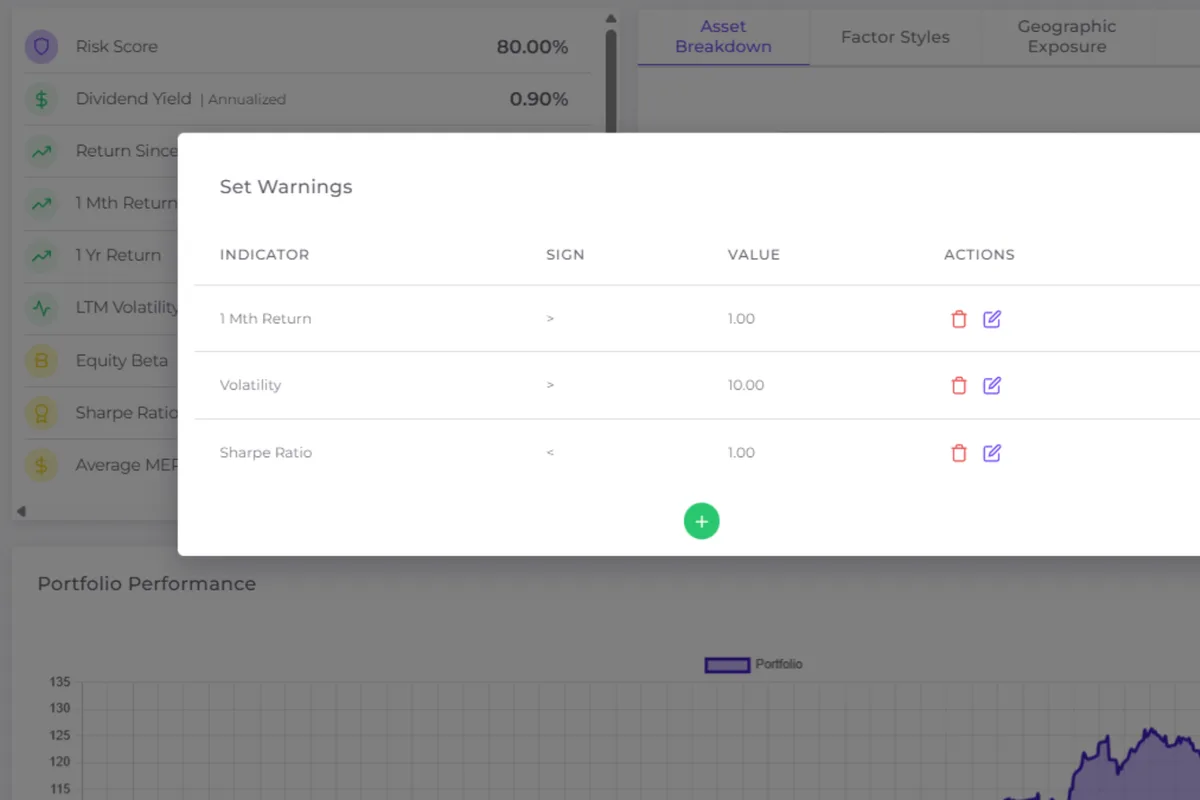 Risk Score 80.00%
Dividend Yield | Annualized 0.90%
Return Since
1 Mth Return
1 Yr Return
LTM Volatility
Equity Beta
Sharpe Ratio
Average MER
Asset
Breakdown
Factor Styles
Geographic
Exposure
Set Warnings
INDICATOR SIGN VALUE ACTIONS
1 Mth Return > 1.00
Volatility > 10.00
Sharpe Ratio < 1.00
+
Portfolio Performance
Portfolio
135
130
125
120
115